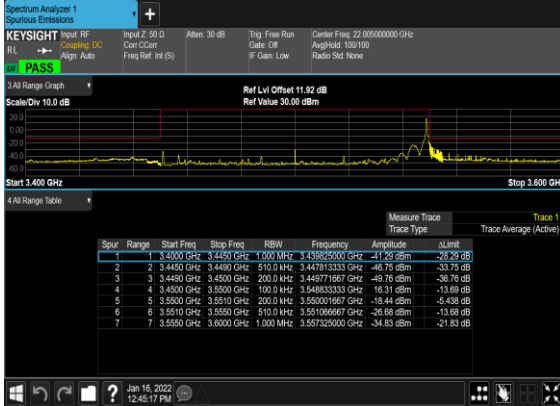 Spectrum Analyzer 1
Spurious Emissions
+
KEYSIGHT Input: RF Input Z: 50 Ω Atten: 30 dB Trig: Free Run Center Freq: 22.005000000 GHz
RL Coupling: DC Corr CCorr Gate: Off Avg|Hold: 100/100
Align: Auto Freq Ref: Int (S) IF Gain: Low Radio Std: None
PASS
3 All Range Graph Ref Lvl Offset 11.92 dB
Scale/Div 10.0 dB Ref Value 30.00 dBm
20.0
0.00
-20.0
-40.0
-60.0
Start 3.400 GHz Stop 3.600 GH
4 All Range Table
Measure Trace Trace 1
Trace Type Trace Average (Active)
Spur Range Start Freq Stop Freq RBW Frequency Amplitude ΔLimit
1 1 3.4000 GHz 3.4450 GHz 1.000 MHz 3.439825000 GHz -41.29 dBm -28.29 dB
2 2 3.4450 GHz 3.4490 GHz 510.0 kHz 3.447813333 GHz -46.75 dBm -33.75 dB
3 3 3.4490 GHz 3.4500 GHz 200.0 kHz 3.449771667 GHz -49.76 dBm -36.76 dB
4 4 3.4500 GHz 3.5500 GHz 100.0 kHz 3.548833333 GHz 16.31 dBm -13.69 dB
5 5 3.5500 GHz 3.5510 GHz 200.0 kHz 3.550001667 GHz -18.44 dBm -5.438 dB
6 6 3.5510 GHz 3.5550 GHz 510.0 kHz 3.551066667 GHz -26.68 dBm -13.68 dB
7 7 3.5550 GHz 3.6000 GHz 1.000 MHz 3.557325000 GHz -34.83 dBm -21.83 dB
? Jan 16, 2022
12:45:17 PM